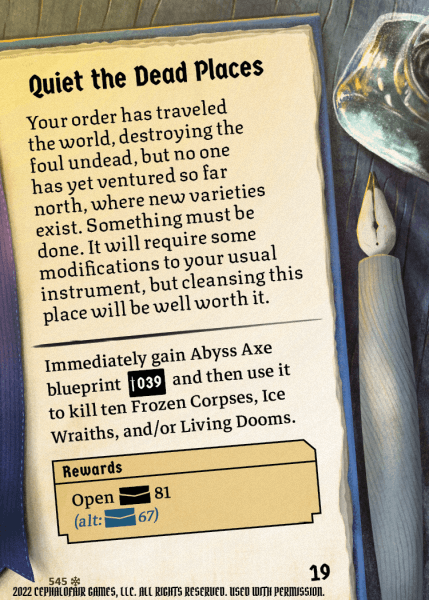 Quiet the Dead Places
Your order has traveled
the world, destroying the
foul undead, but no one
has yet ventured so far
north, where new varieties
exist. Something must be
done. It will require some
modifications to your usual
instrument, but cleansing this
place will be well worth it.
Immediately gain Abyss Axe
blueprint 039 and then use it
to kill ten Frozen Corpses, Ice
Wraiths, and/or Living Dooms.
Rewards
Open 81
(alt: 67)
19
545
2022 CEPHALOFAIR GAMES, LLC. ALL RIGHTS RESERVED. USED WITH PERMISSION.